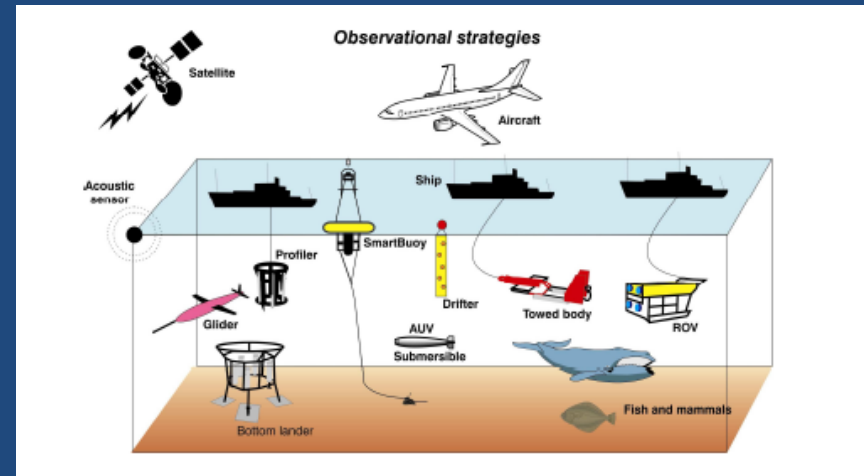 Observational strategies
Satellite
Aircraft
Acoustic
sensor
Ship
SmartBuoy
Profiler
Glider
Drifter
Towed body
ROV
AUV
Submersible
Fish and mammals
Bottom lander